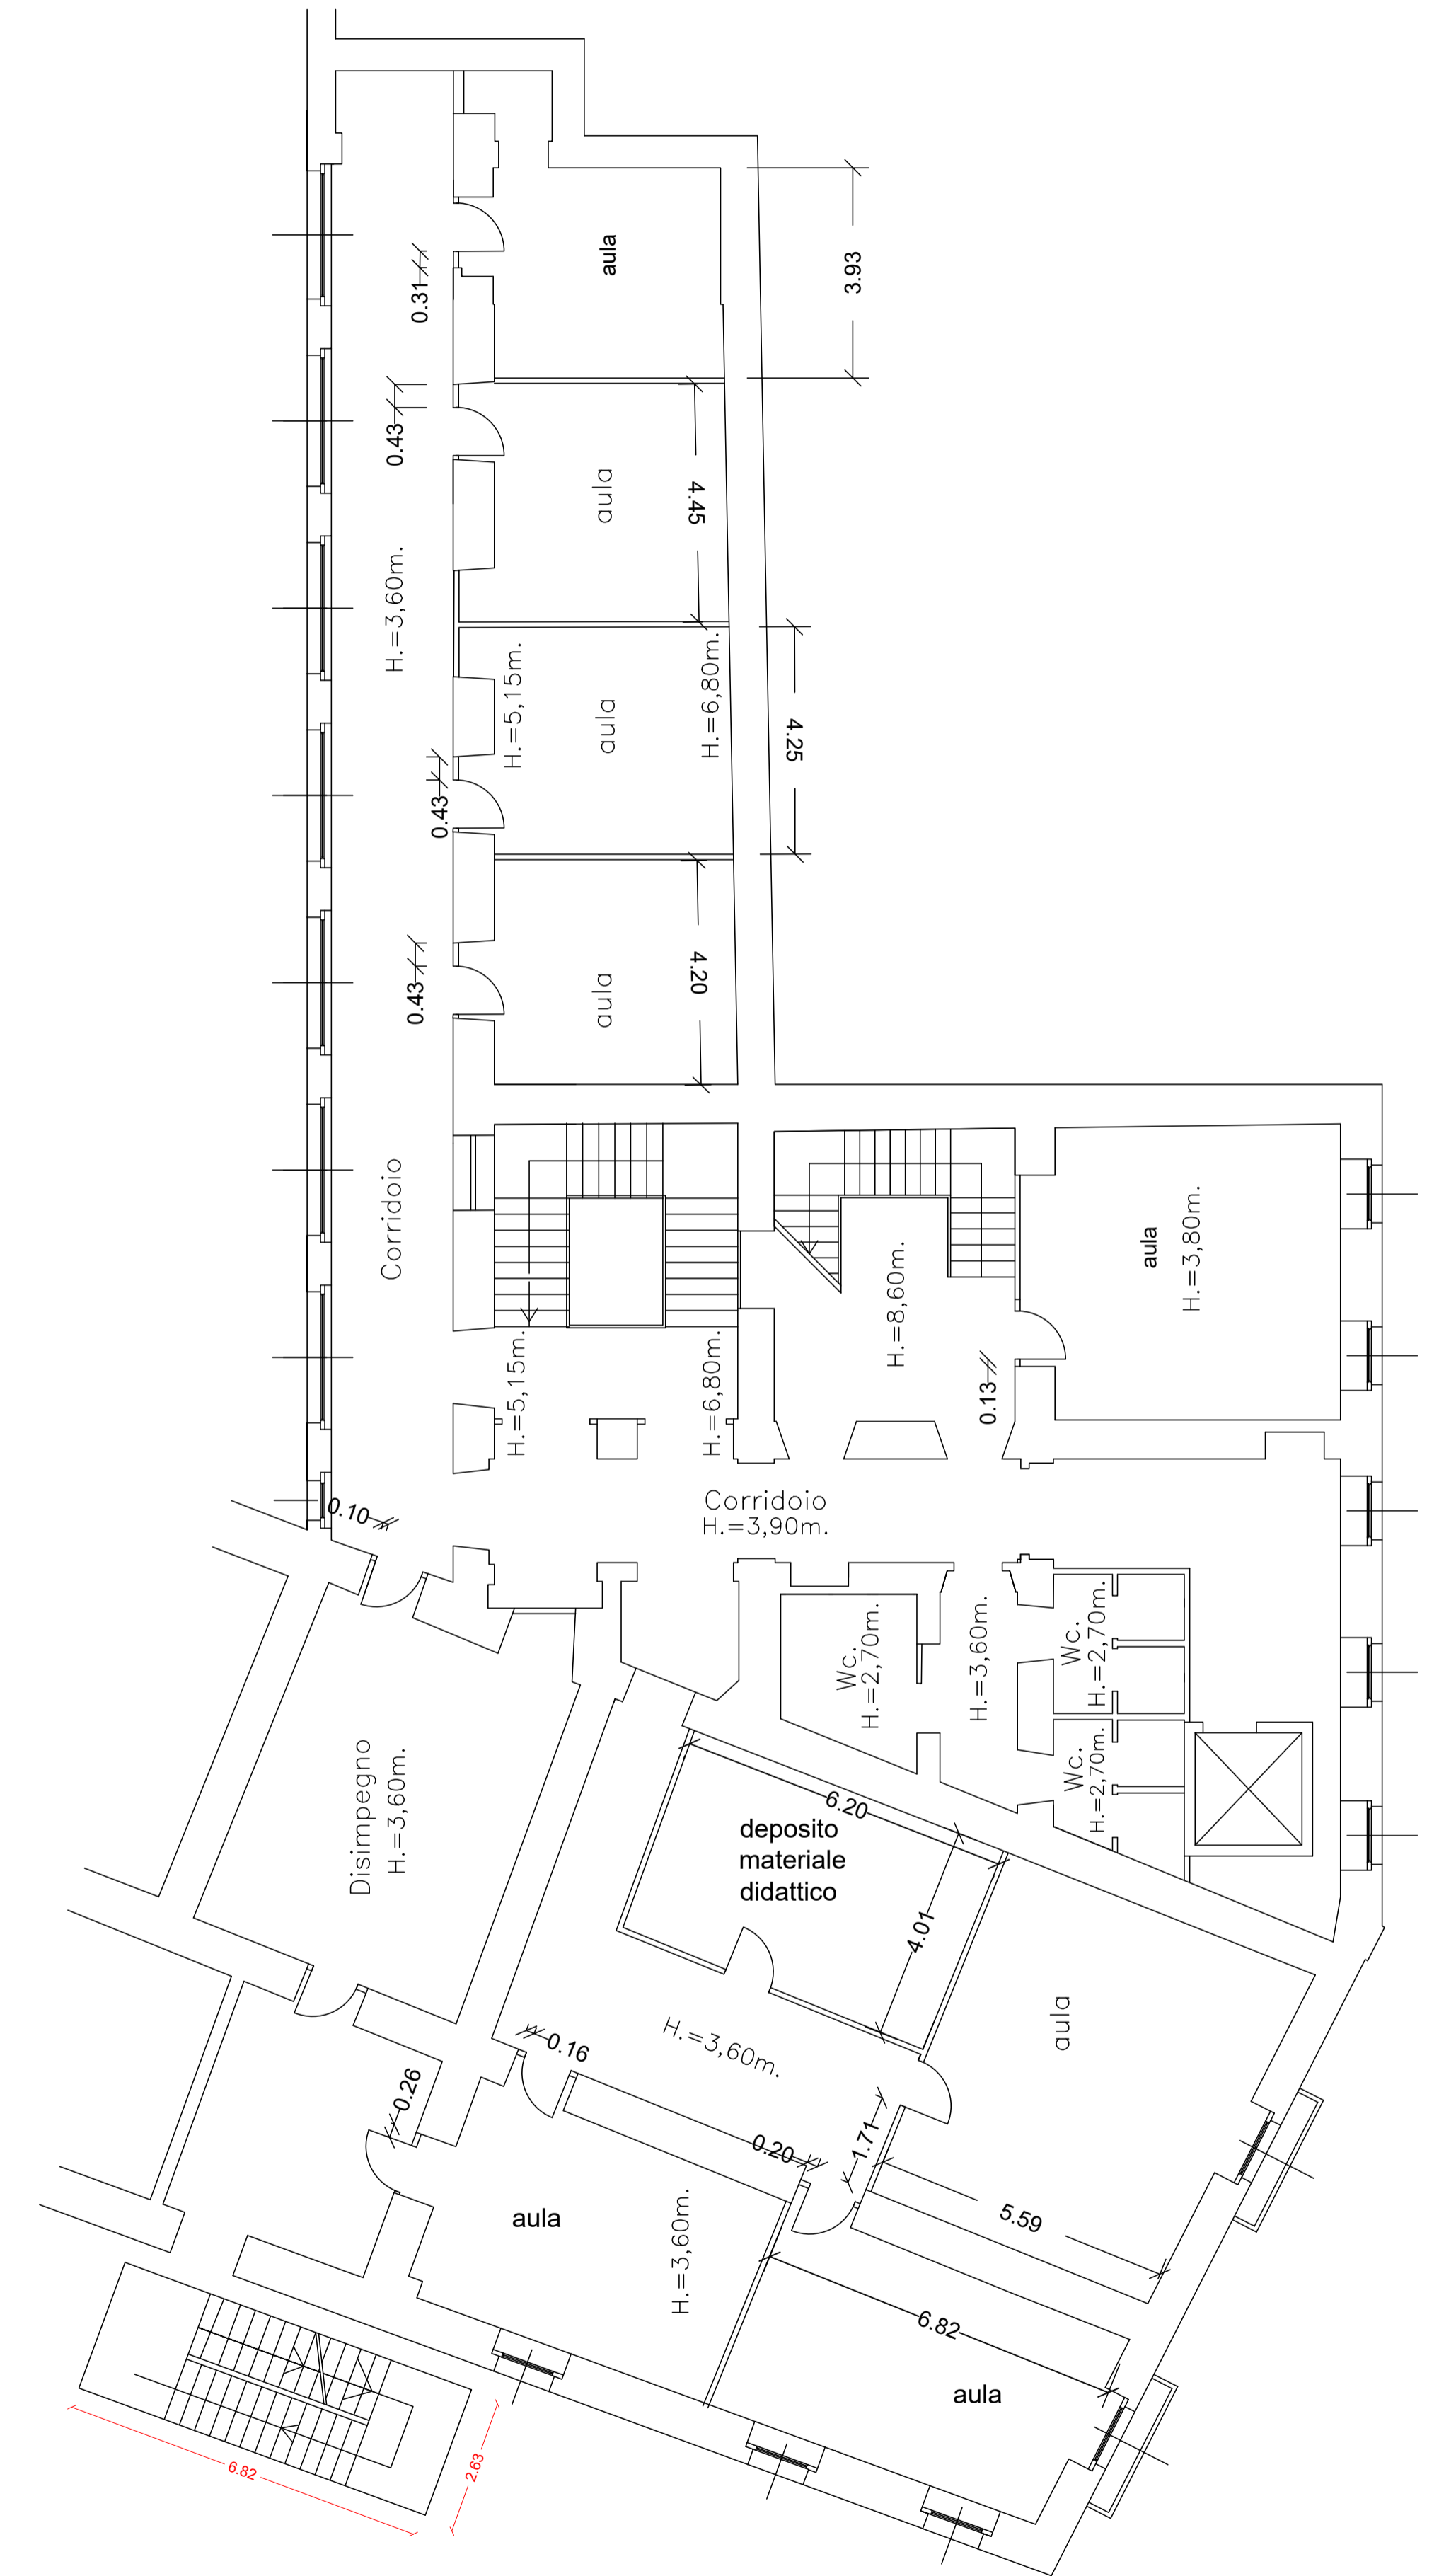 aula
3.93
0.31
0.43
aula
4.45
H.=3,60m.
H.=5,15m.
aula
H.=6,80m.
4.25
0.43
0.43
aula
4.20
Corridoio
H.=5,15m.
H.=6,80m.
H.=8,60m.
aula
H.=3,80m.
0.13
0.10
Corridoio
H.=3,90m.
Wc.
H.=2,70m.
H.=3,60m.
Wc.
H.=2,70m.
Wc.
H.=2,70m.
Disimpegno
H.=3,60m.
6.20
deposito
materiale
didattico
4.01
aula
H.=3,60m.
0.16
0.26
0.20
1.71
5.59
aula
H.=3,60m.
6.82
aula
6.82
2.63